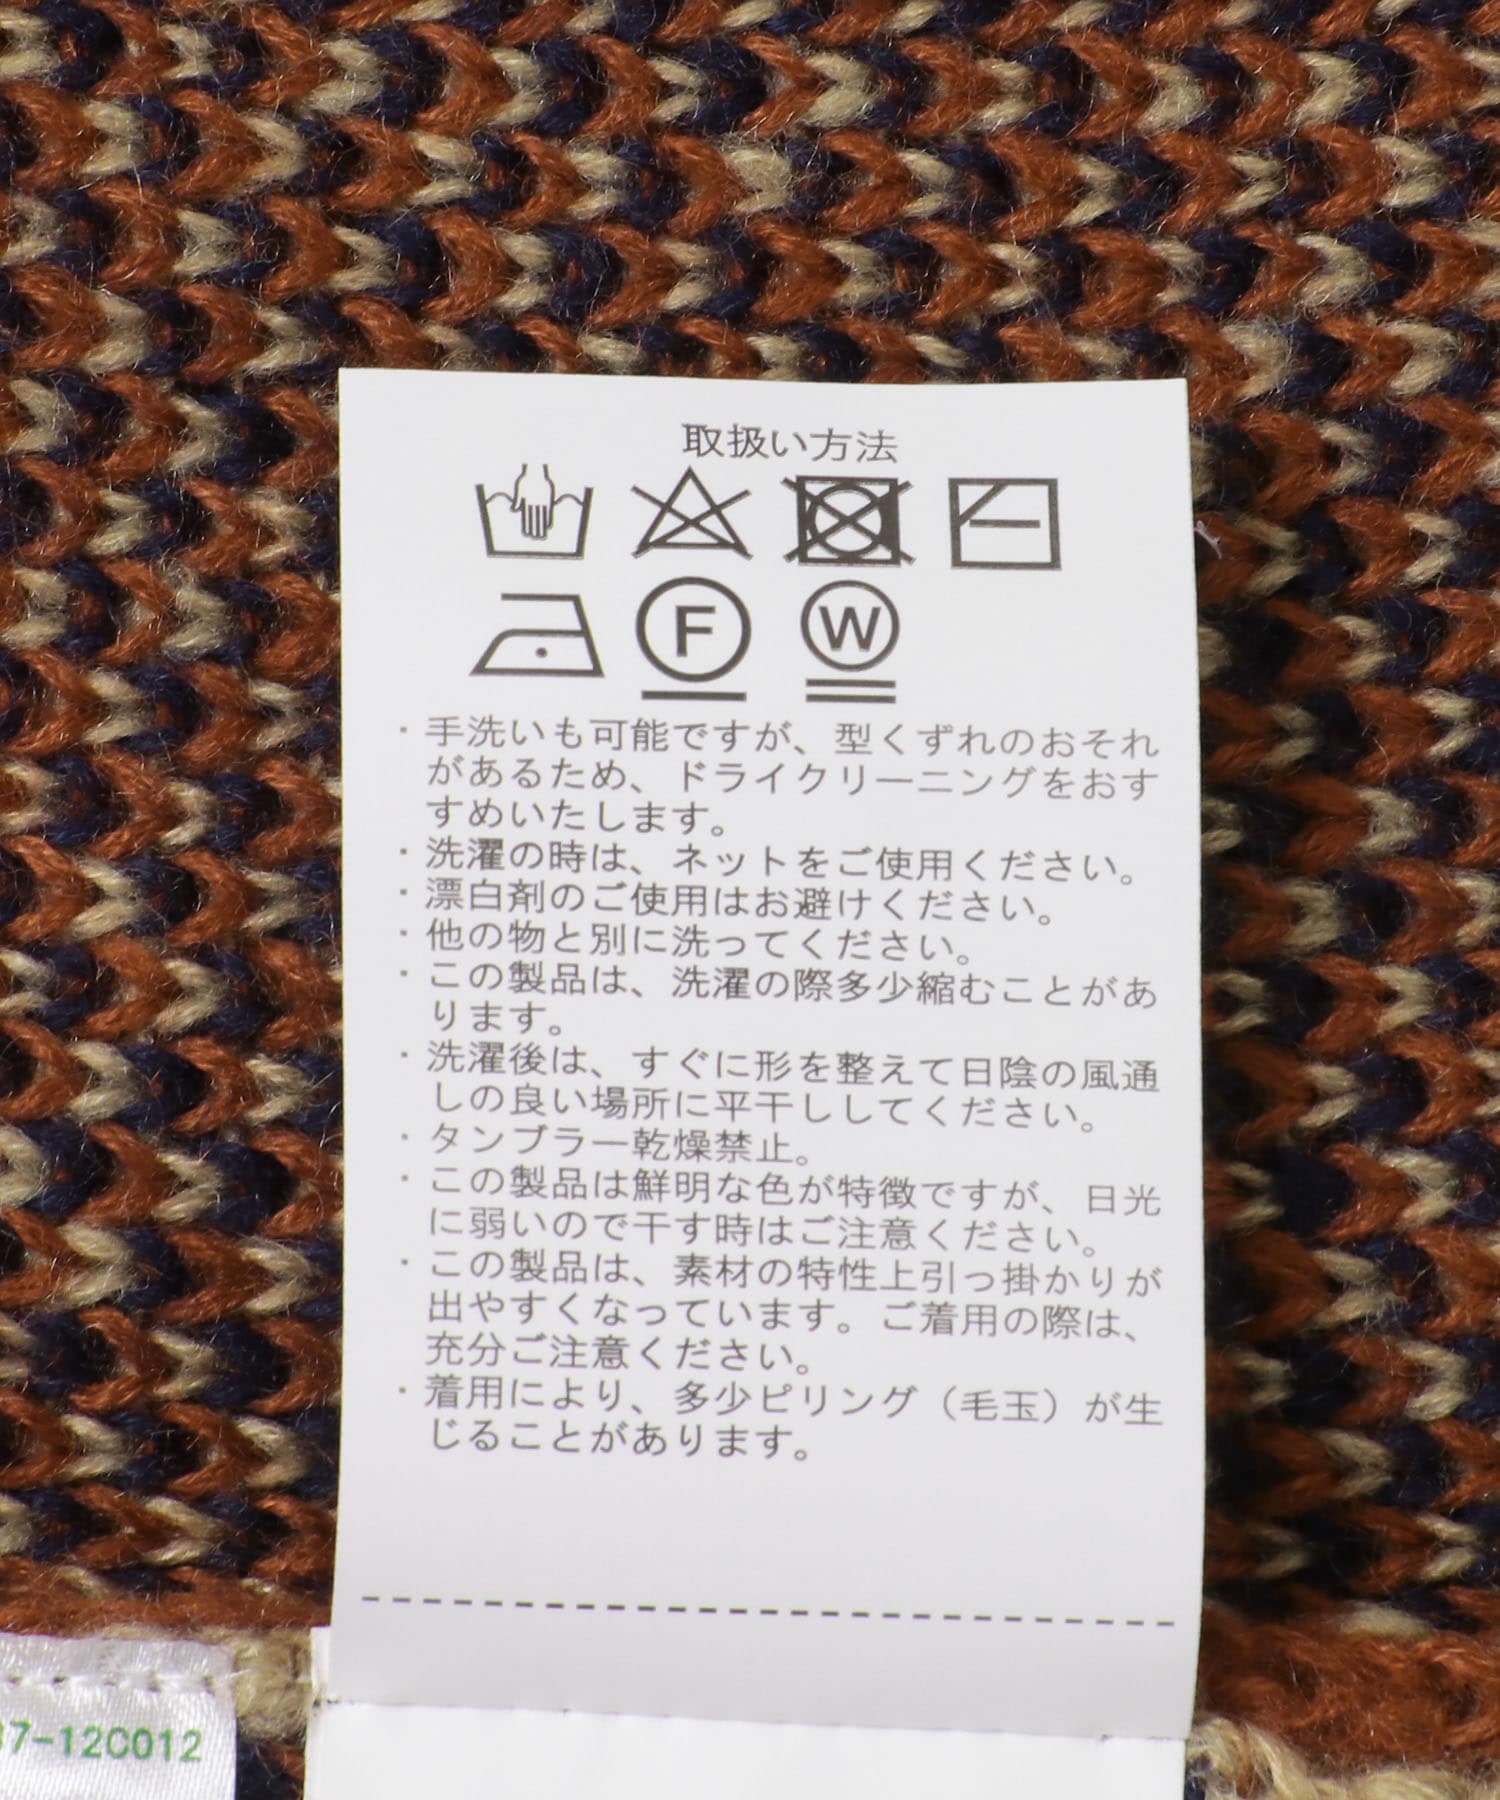 取扱い方法
F W
・手洗いも可能ですが、型くずれのおそれ
があるため、ドライクリーニングをおす
すめいたします。
・洗濯の時は、ネットをご使用ください。
・漂白剤のご使用はお避けください。
・他の物と別に洗ってください。
・この製品は、洗濯の際多少縮むことがあ
ります。
・洗濯後は、すぐに形を整えて日陰の風通
しの良い場所に平干ししてください。
・タンブラー乾燥禁止。
・この製品は鮮明な色が特徴ですが、日光
に弱いので干す時はご注意ください。
・この製品は、素材の特性上引っ掛かりが
出やすくなっています。ご着用の際は、
充分ご注意ください。
・着用により、多少ピリング（毛玉）が生
じることがあります。
37-12C012